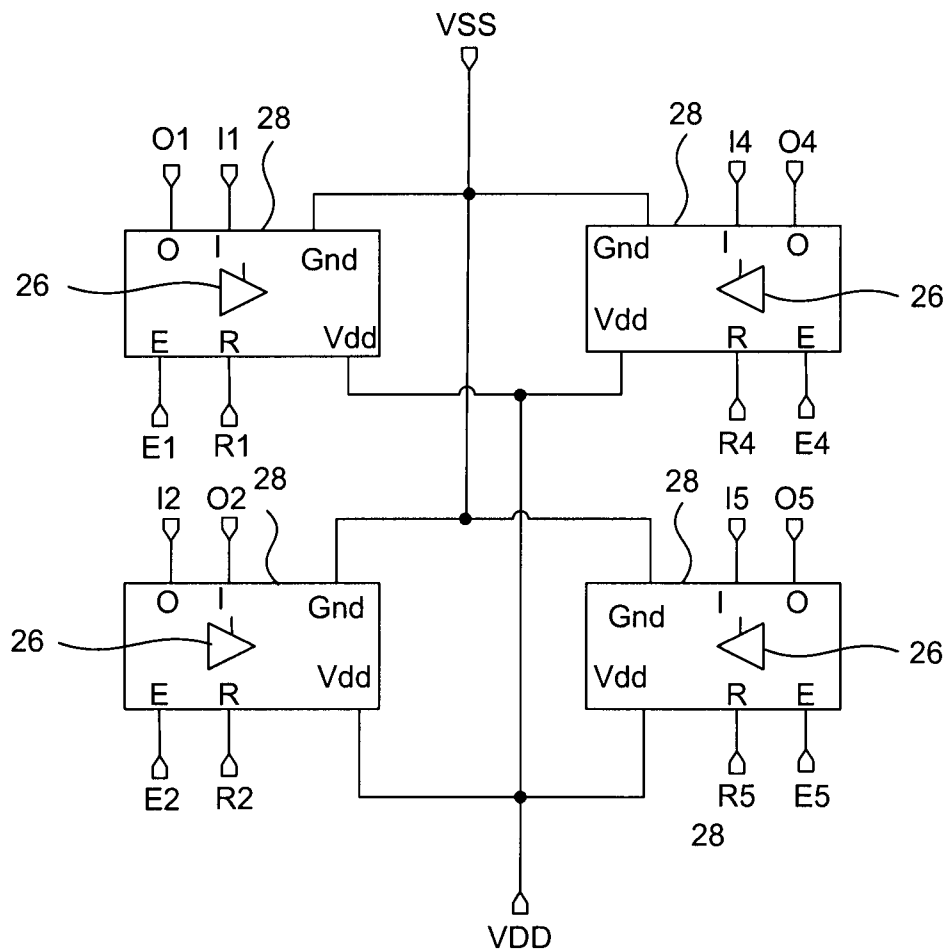 VSS
O1 I1 28
28 I4 O4
O I Gnd
Gnd I O
26
26
E R Vdd
Vdd R E
E1 R1
R4 E4
I2 O2 28
28 I5 O5
O I Gnd
Gnd I O
26
26
E R Vdd
Vdd R E
E2 R2
R5 E5
28
VDD